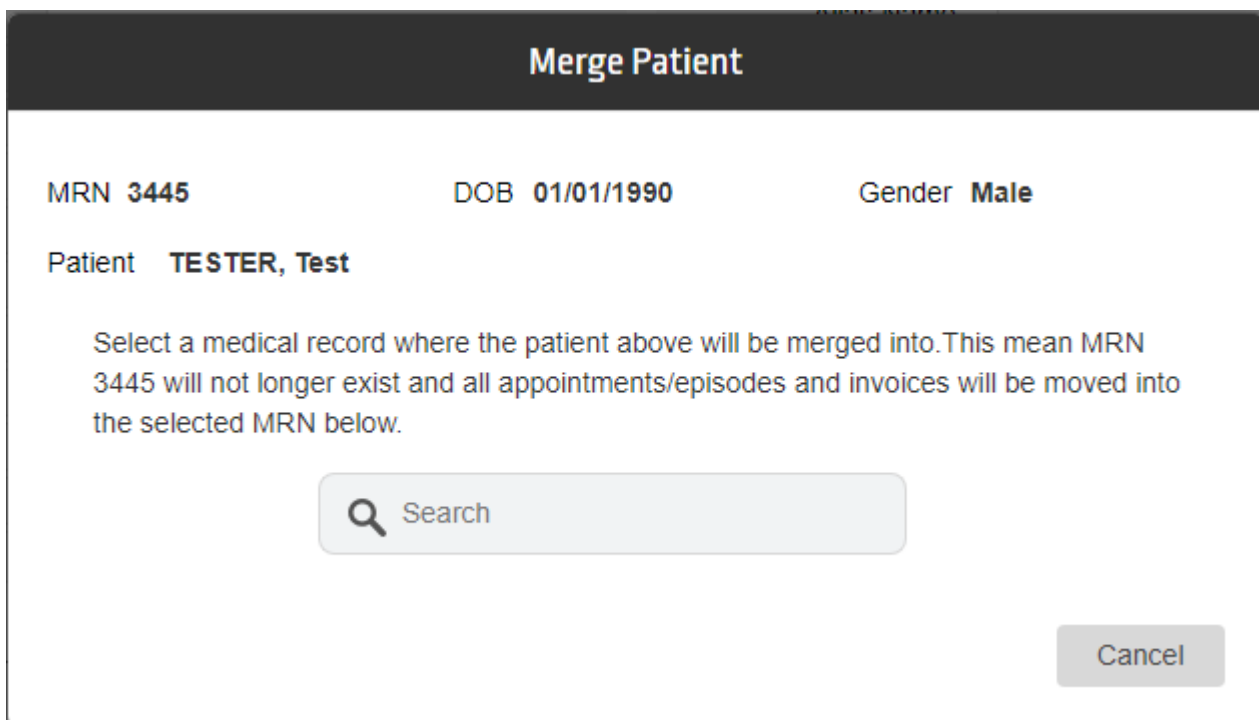 Merge Patient
MRN 3445 DOB 01/01/1990 Gender Male
Patient TESTER, Test
Select a medical record where the patient above will be merged into.This mean MRN
3445 will not longer exist and all appointments/episodes and invoices will be moved into
the selected MRN below.
Search
Cancel